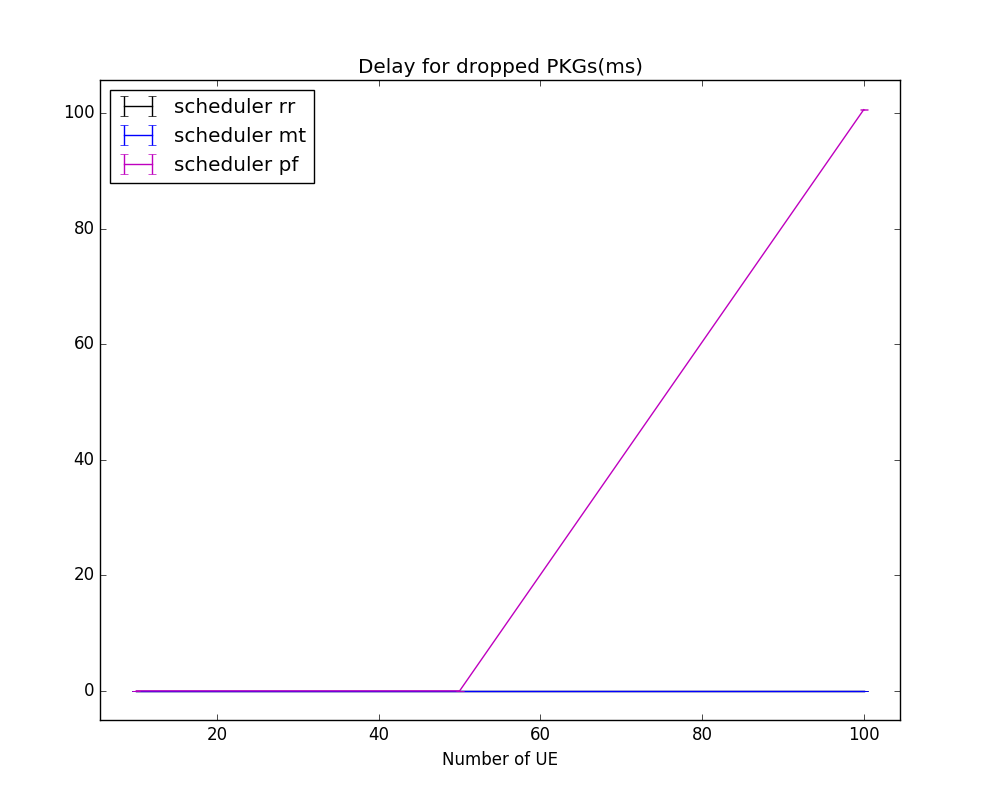 Delay for dropped PKGs(ms)
scheduler rr
scheduler mt
scheduler pf
100
80
60
40
20
0
20 40 60 80 100
Number of UE